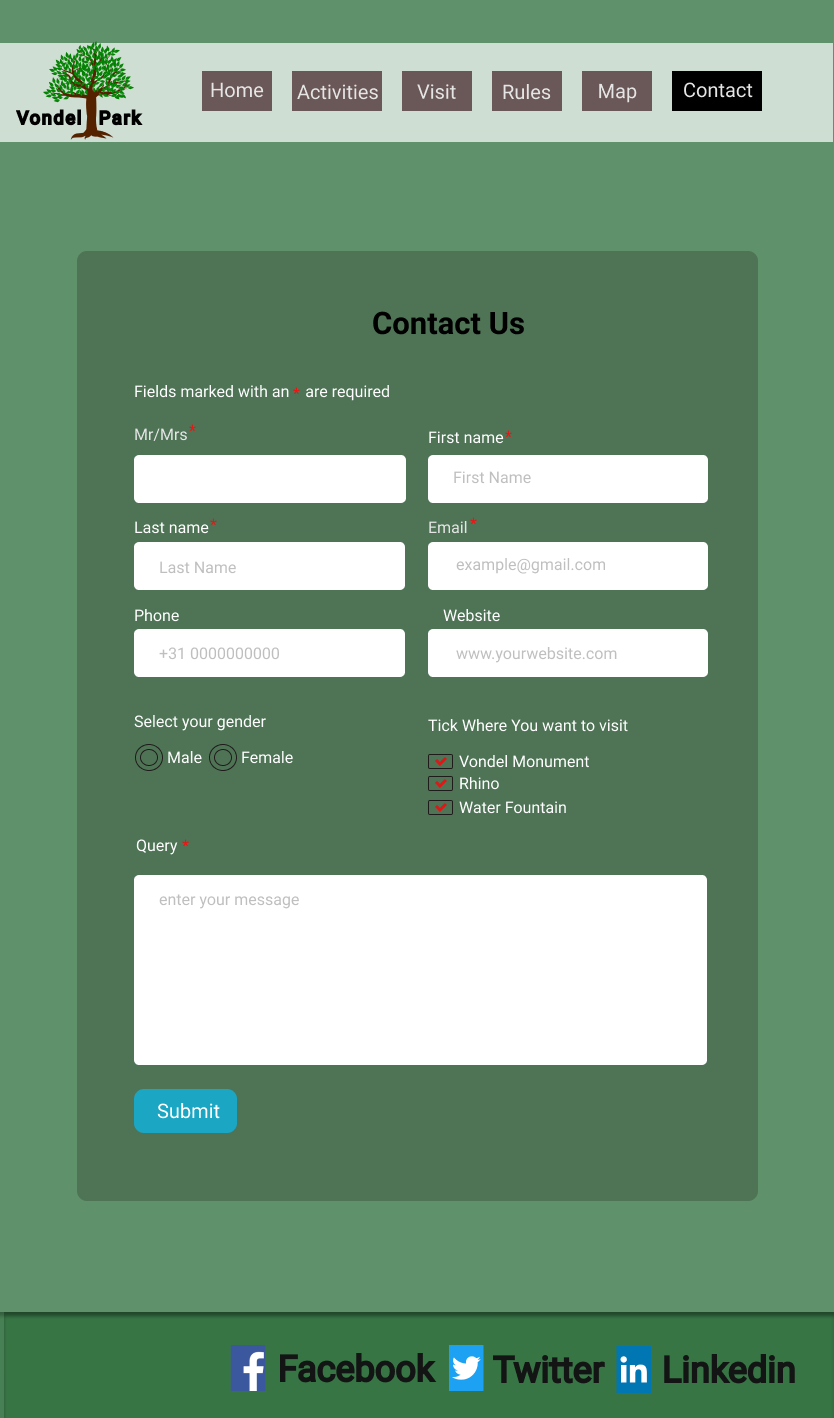 Vondel Park
Home Activities Visit Rules Map Contact
Contact Us
Fields marked with an * are required
Mr/Mrs* First name*
First Name
Last name* Email*
Last Name example@gmail.com
Phone Website
+31 0000000000 www.yourwebsite.com
Select your gender Tick Where You want to visit
Male Female Vondel Monument
Rhino
Water Fountain
Query *
enter your message
Submit
Facebook Twitter Linkedin